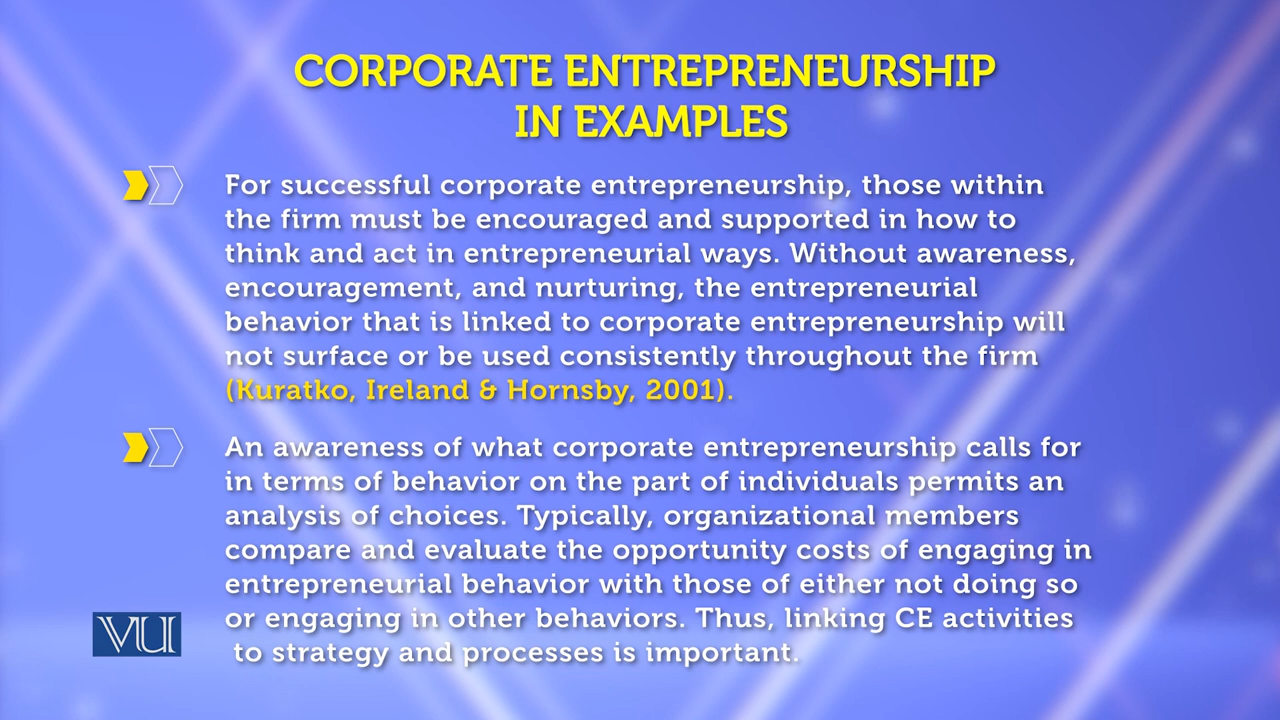 CORPORATE ENTREPRENEURSHIP
IN EXAMPLES
For successful corporate entrepreneurship, those within
the firm must be encouraged and supported in how to
think and act in entrepreneurial ways. Without awareness,
encouragement, and nurturing, the entrepreneurial
behavior that is linked to corporate entrepreneurship will
not surface or be used consistently throughout the firm
(Kuratko, Ireland & Hornsby, 2001).
An awareness of what corporate entrepreneurship calls for
in terms of behavior on the part of individuals permits an
analysis of choices. Typically, organizational members
compare and evaluate the opportunity costs of engaging in
entrepreneurial behavior with those of either not doing so
or engaging in other behaviors. Thus, linking CE activities
to strategy and processes is important.
VU